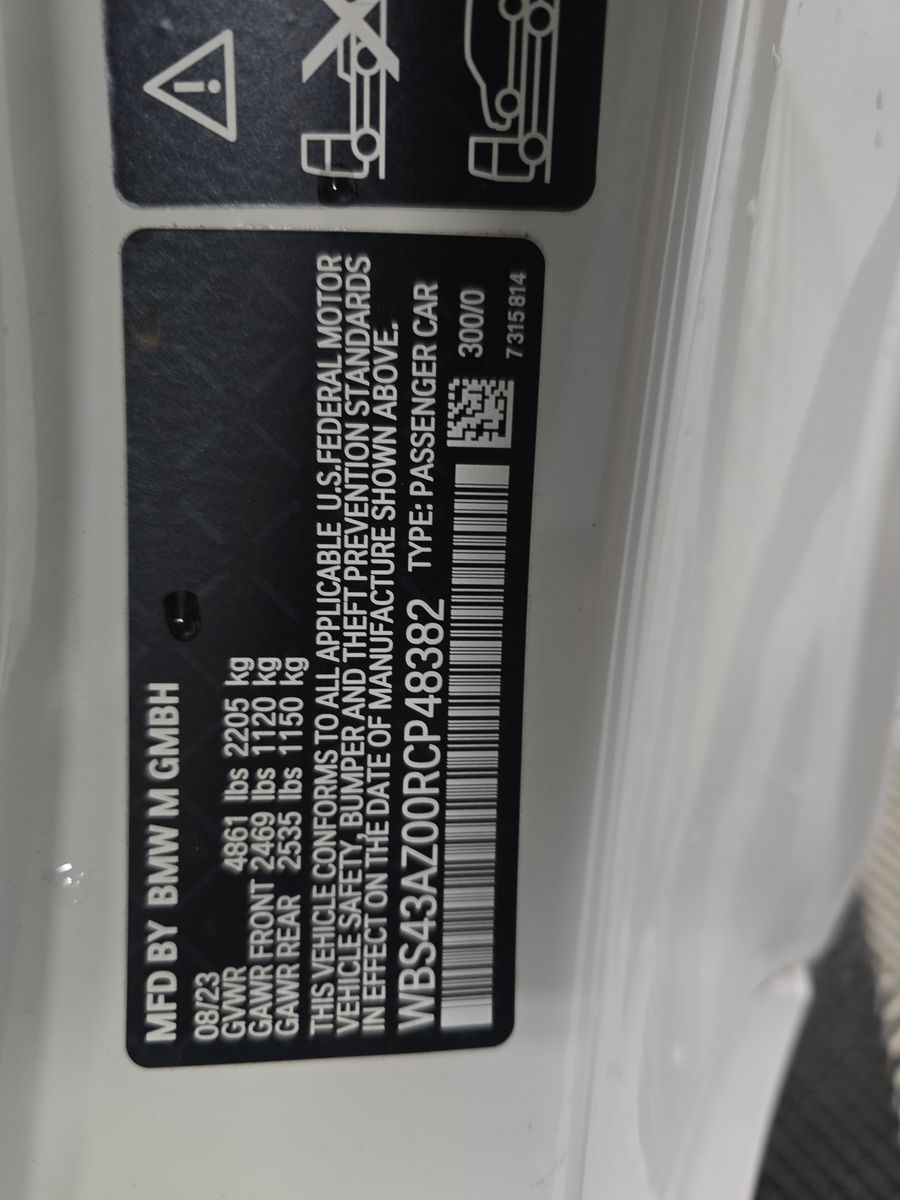 MFD BY BMW M GMBH
08/23
GVWR 4861 lbs 2205 kg
GAWR FRONT 2469 lbs 1120 kg
GAWR REAR 2535 lbs 1150 kg
THIS VEHICLE CONFORMS TO ALL APPLICABLE U.S.FEDERAL MOTOR
VEHICLE SAFETY, BUMPER AND THEFT PREVENTION STANDARDS
IN EFFECT ON THE DATE OF MANUFACTURE SHOWN ABOVE.
WBS43AZ00RCP48382 TYPE: PASSENGER CAR
300/0
7 315 814